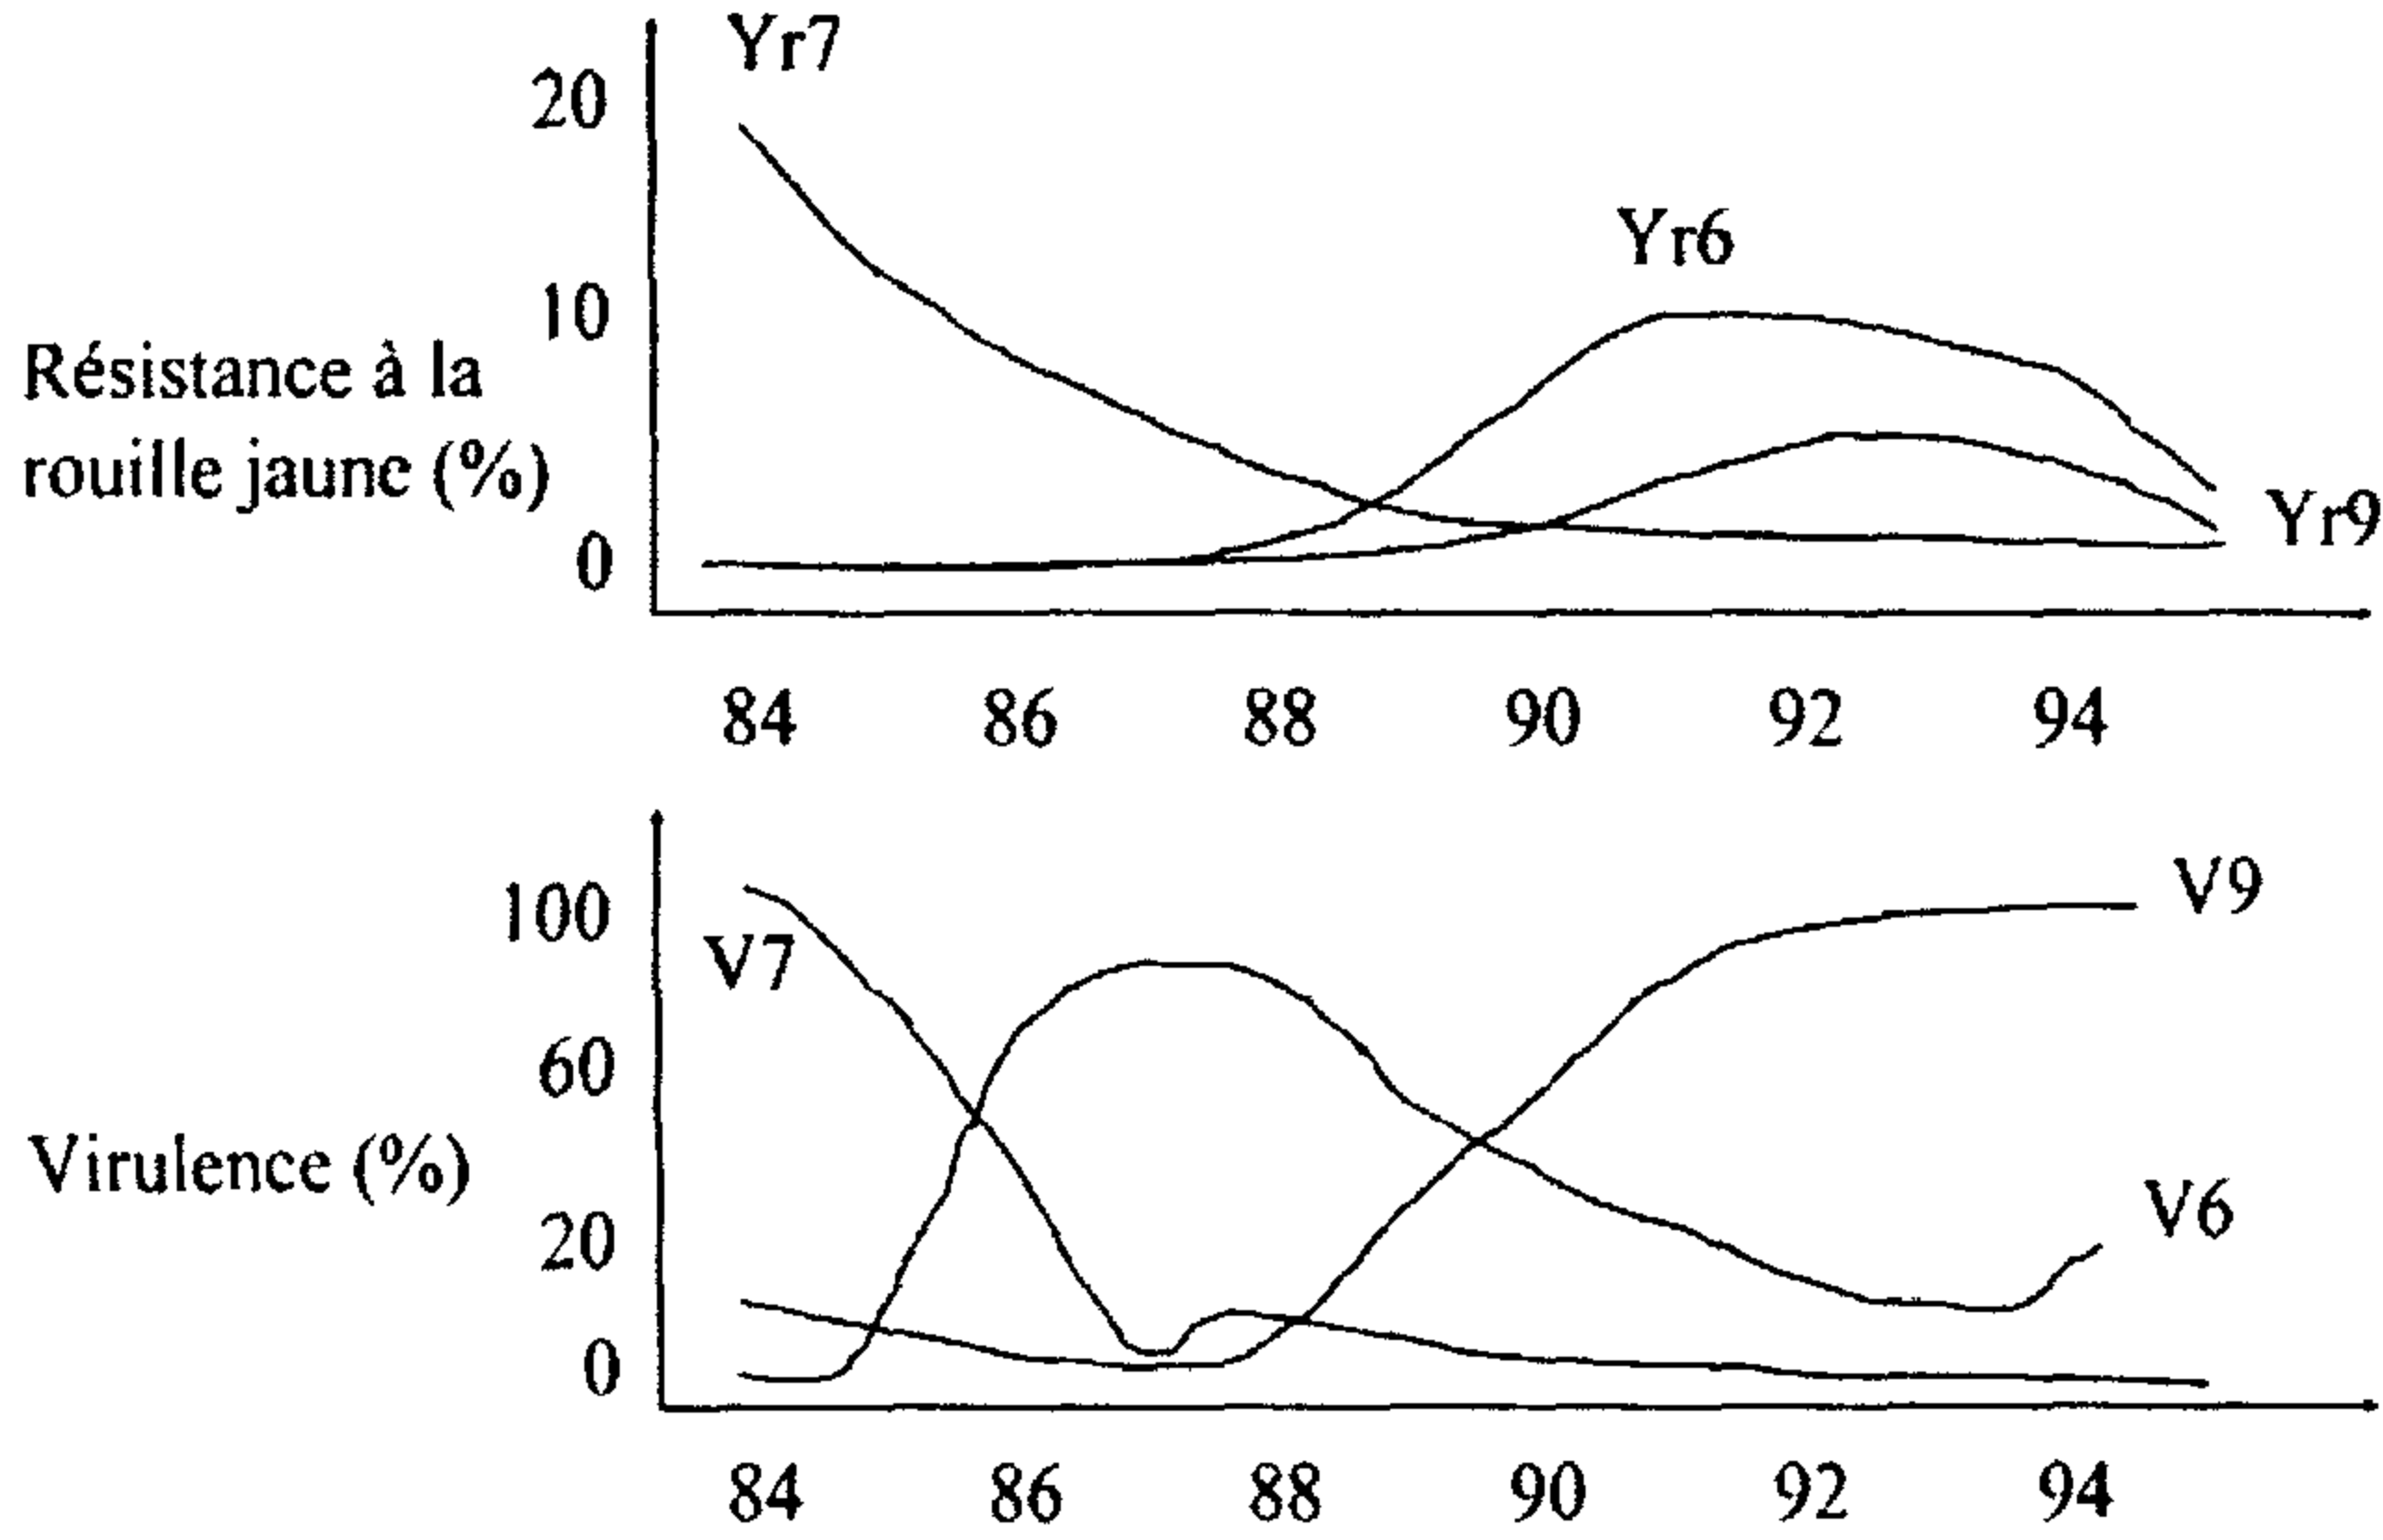 Yr7
20
Yr6
10
Résistance à la
rouille jaune (%)
Yr9
0
84 86 88 90 92 94
V9
100
V7
60
Virulence (%)
V6
20
0
84 86 88 90 92 94